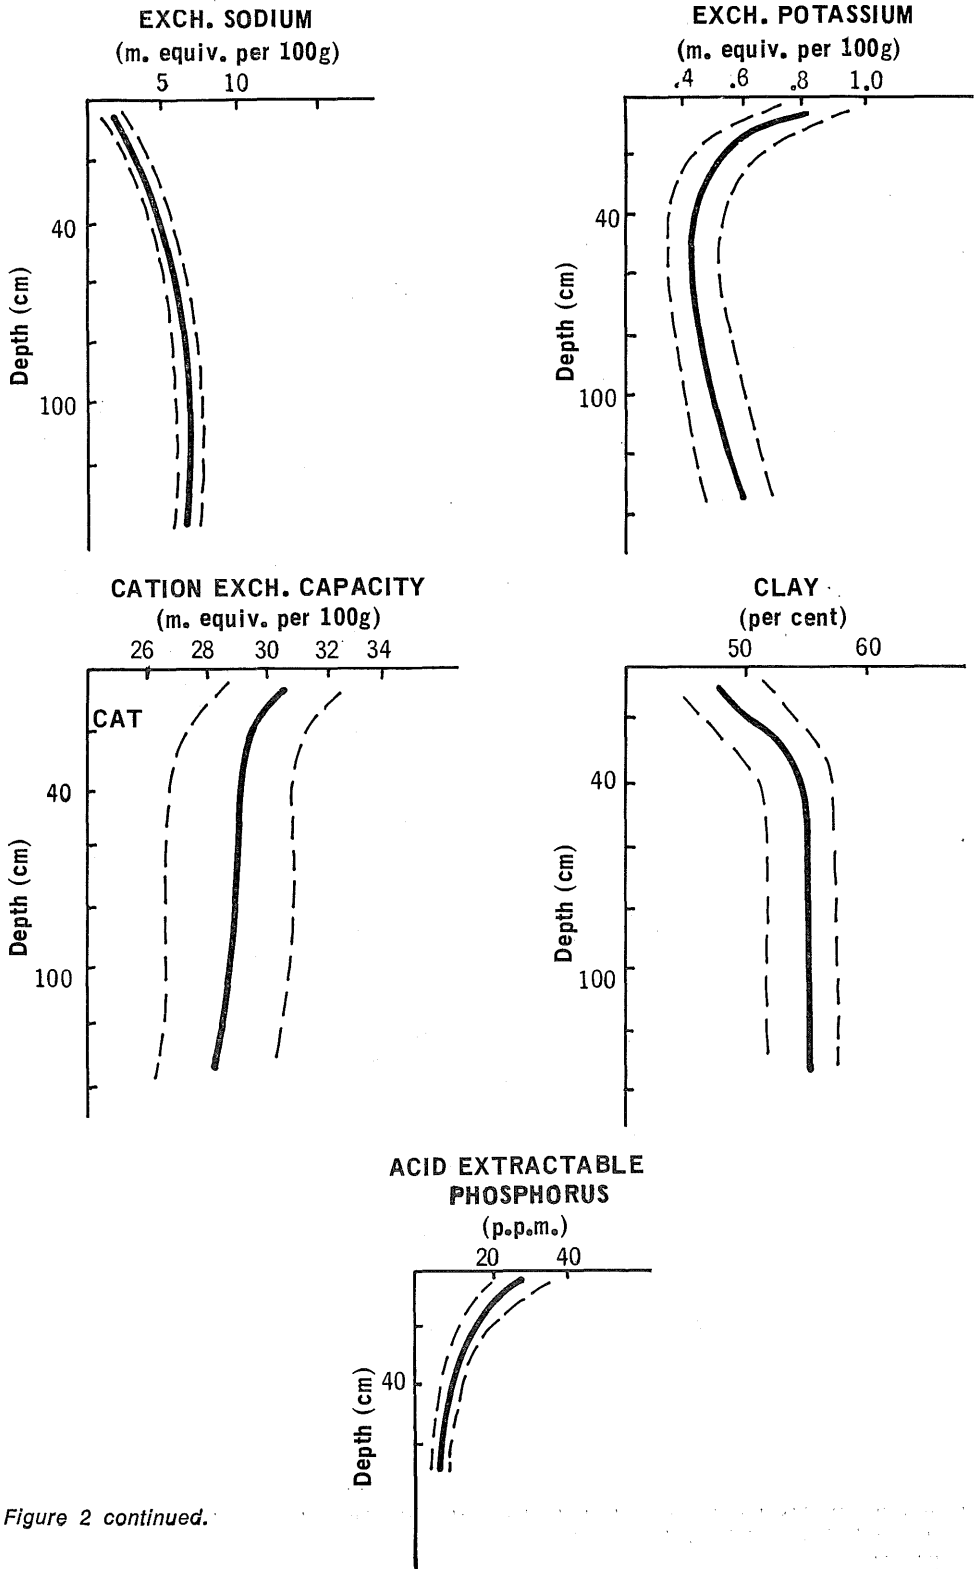 EXCH. SODIUM
(m. equiv. per 100g)
5 10
40
100
Depth (cm)
EXCH. POTASSIUM
(m. equiv. per 100g)
.4 .6 .8 1.0
40
100
Depth (cm)
CATION EXCH. CAPACITY
(m. equiv. per 100g)
26 28 30 32 34
CAT
40
100
Depth (cm)
CLAY
(per cent)
50 60
40
100
Depth (cm)
ACID EXTRACTABLE
PHOSPHORUS
(p.p.m.)
20 40
40
Depth (cm)
Figure 2 continued.